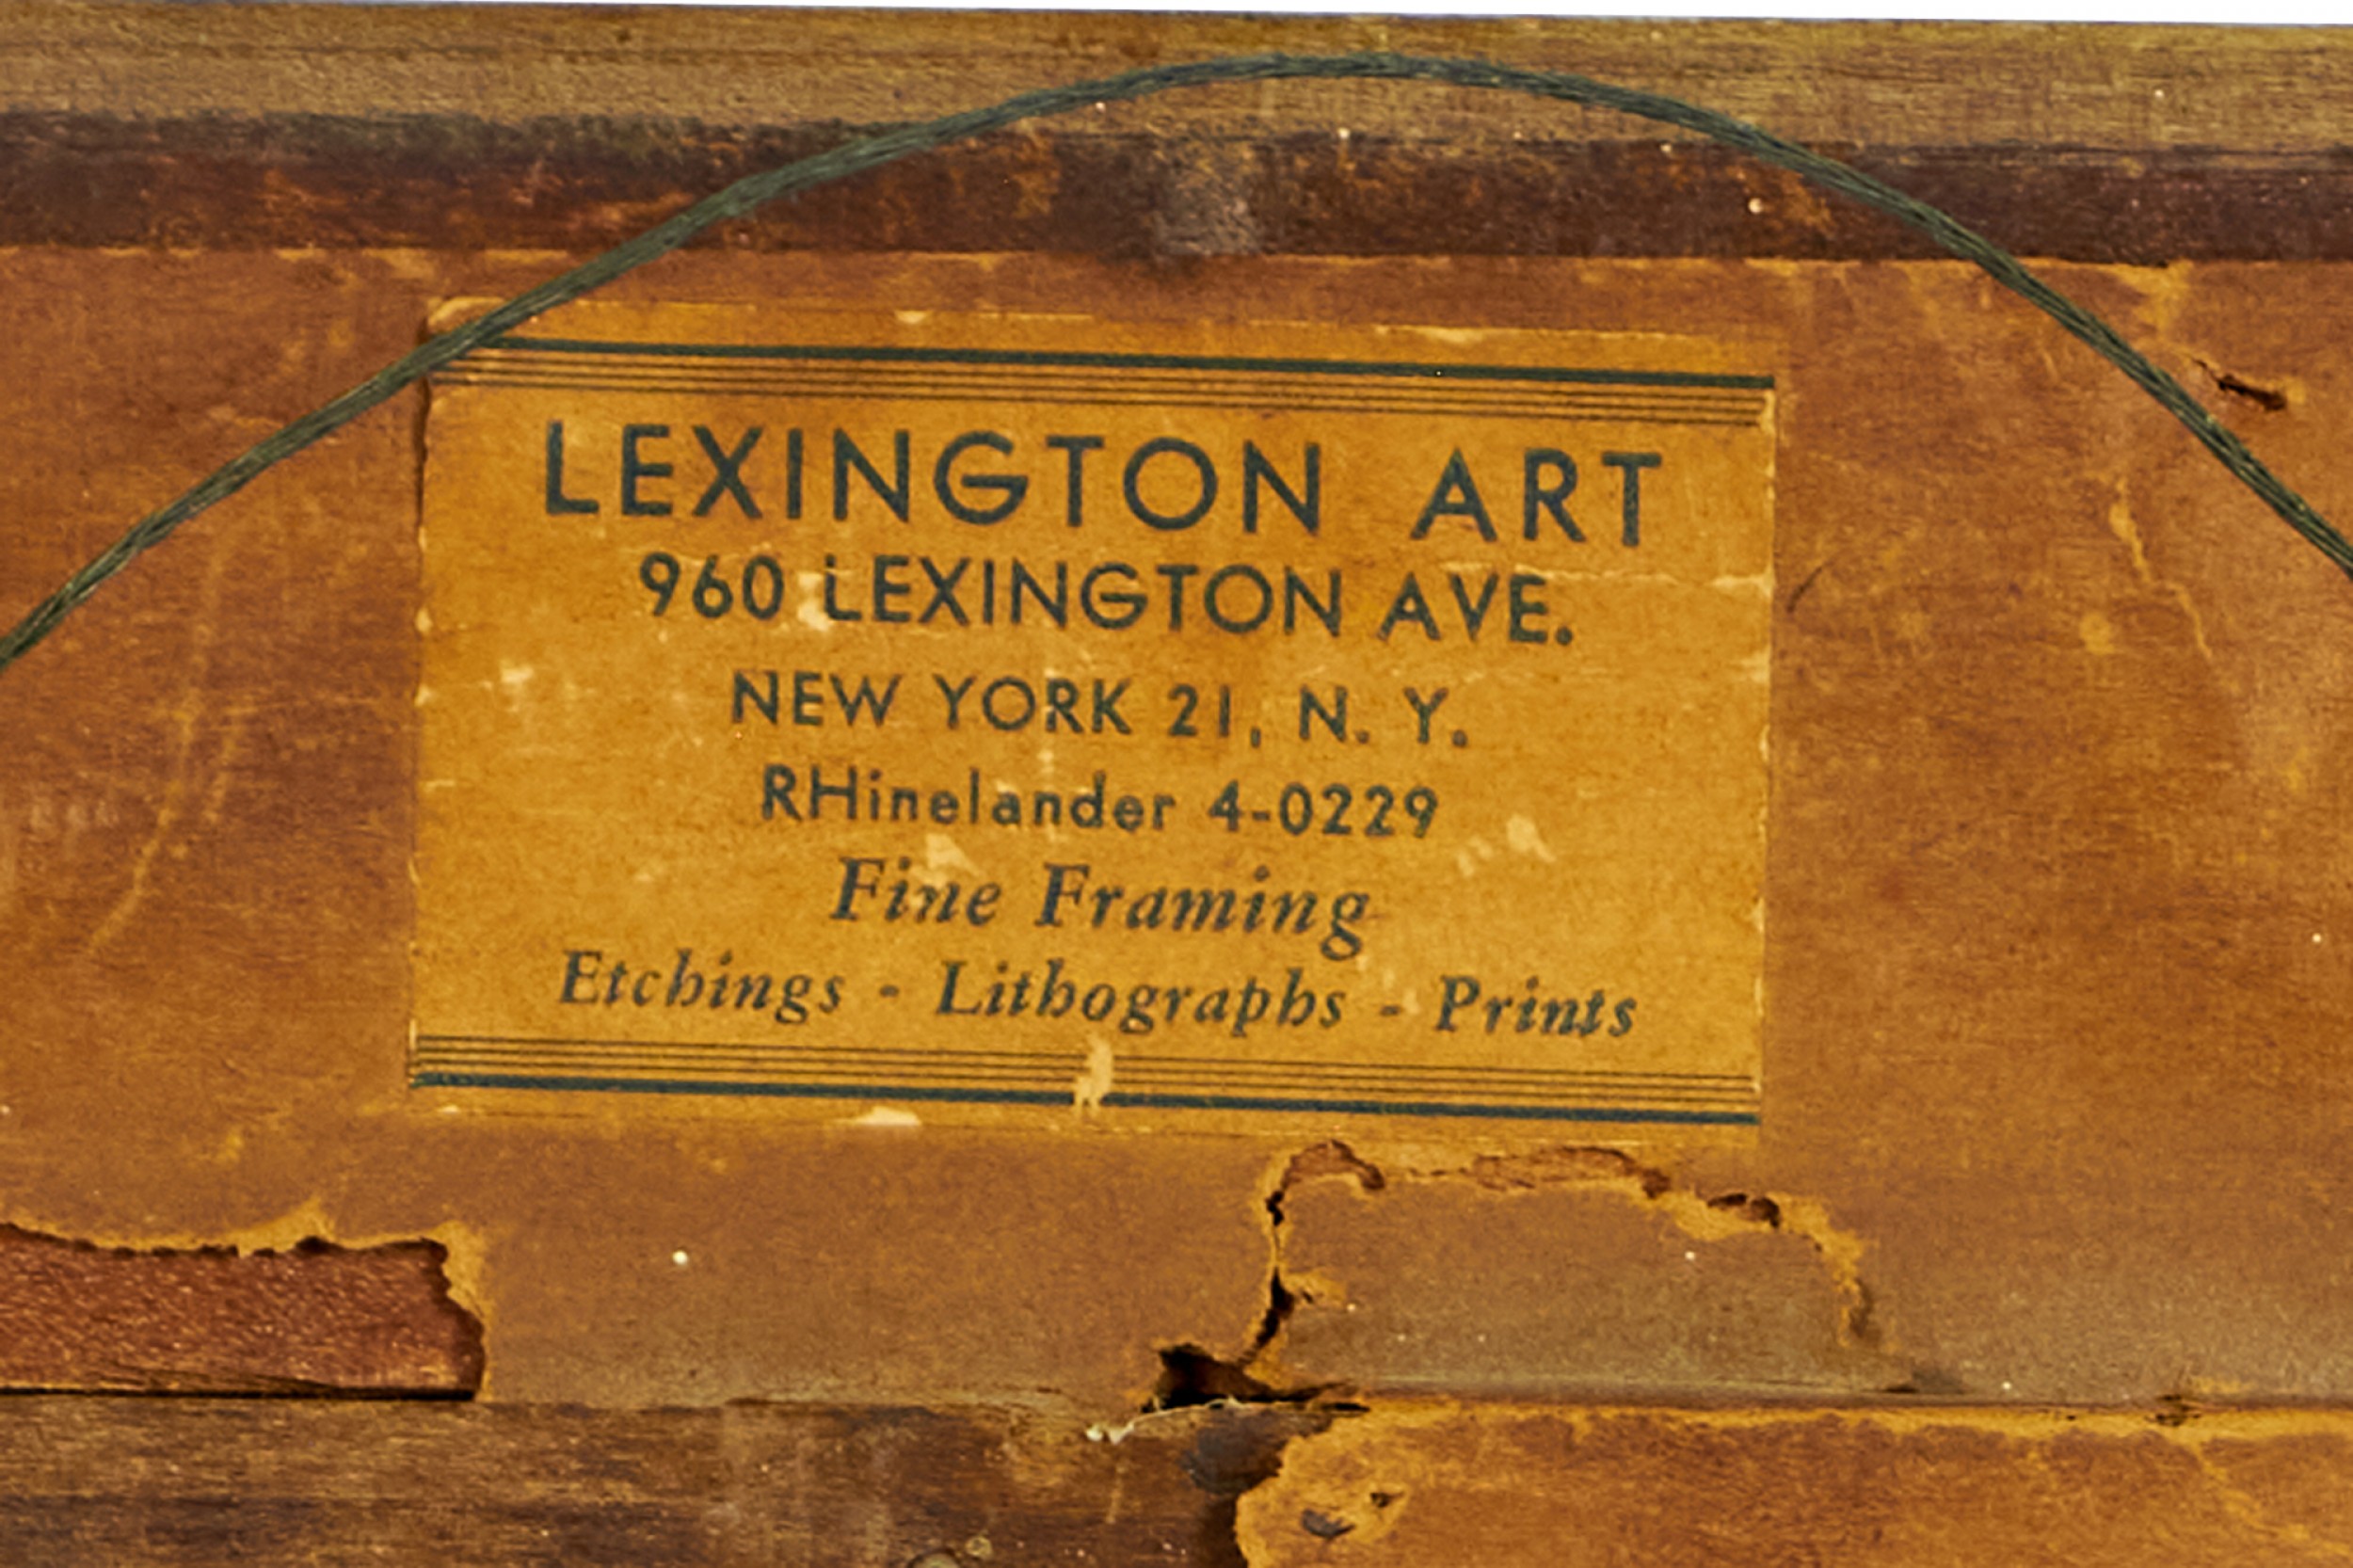 LEXINGTON ART
960 LEXINGTON AVE.
NEW YORK 21, N. Y.
RHinelander 4-0229
Fine Framing
Etchings - Lithographs - Prints